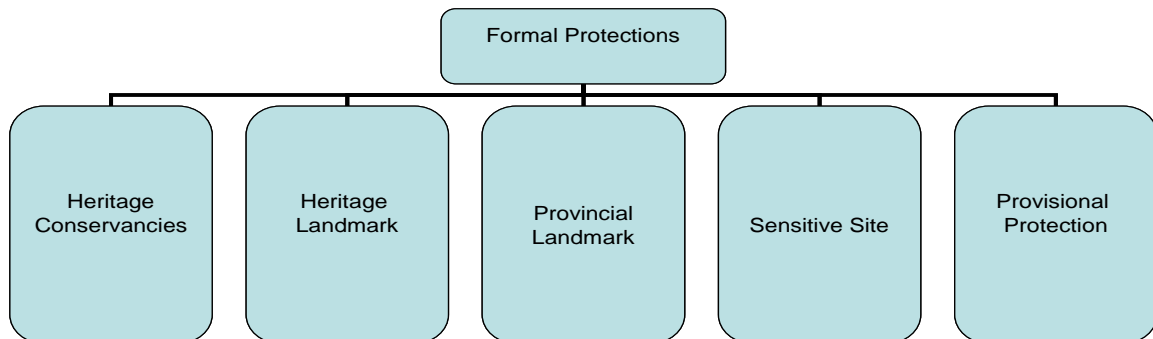 Formal Protections
Heritage
Conservancies
Heritage
Landmark
Provincial
Landmark
Sensitive Site
Provisional
Protection